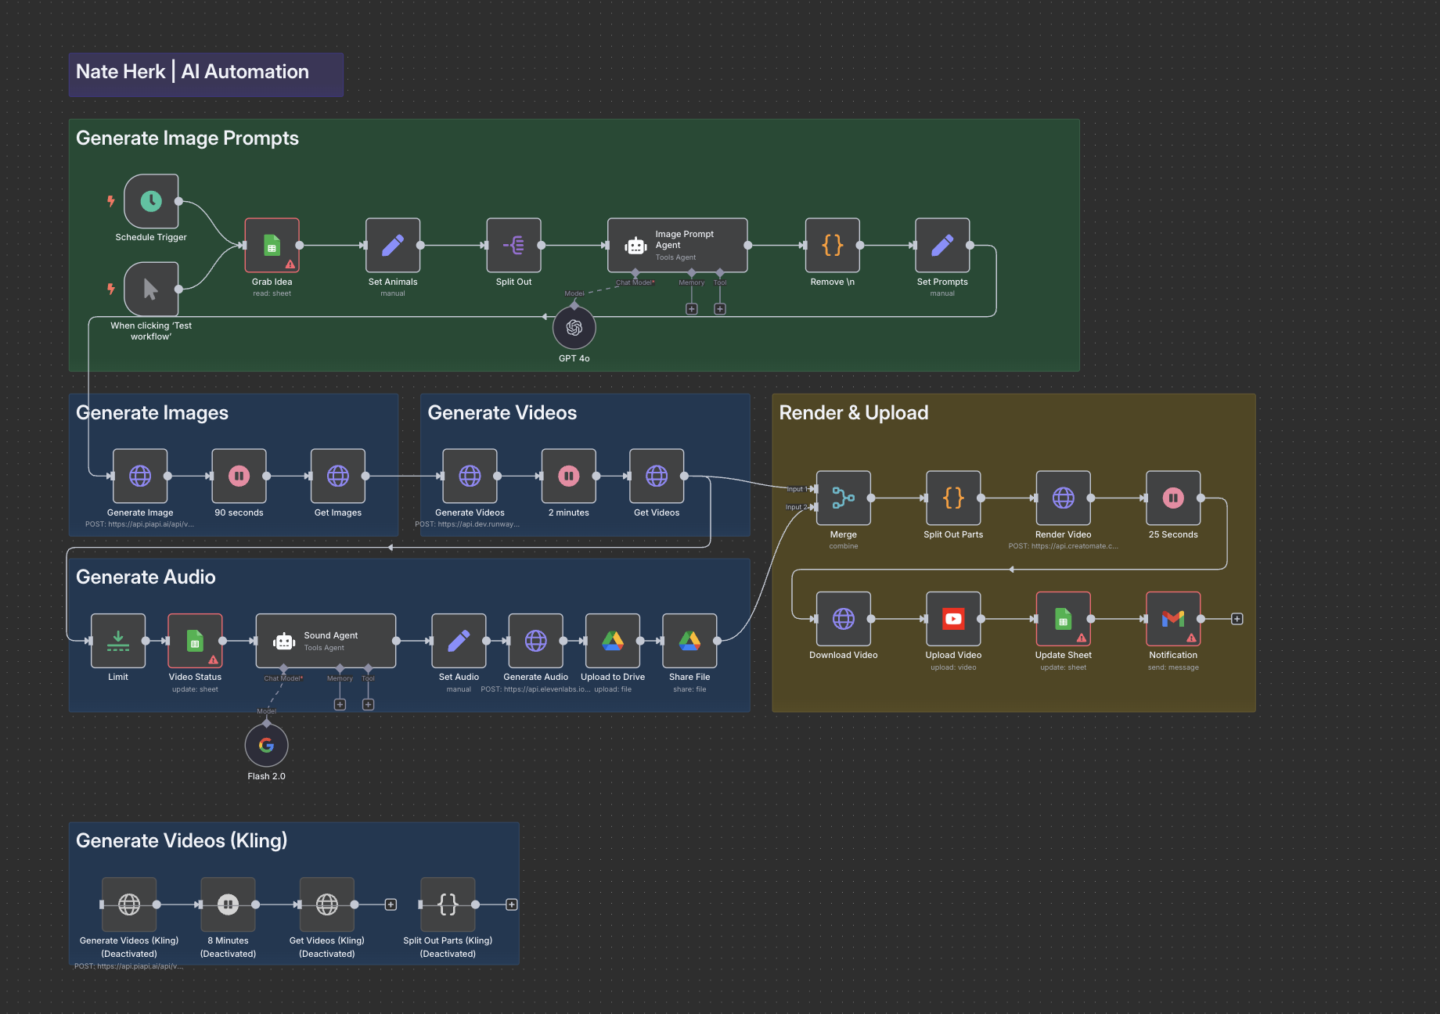 Nate Herk | AI Automation
Generate Image Prompts
Schedule Trigger
When clicking ‘Test
workflow’
Grab Idea
read: sheet
Set Animals
manual
Split Out
Image Prompt
Agent
Tools Agent
Chat Model*
Memory
Tool
Model
GPT 4o
Remove \n
Set Prompts
manual
Generate Images
Generate Image
POST: https://api.piapi.ai/api/v...
90 seconds
Get Images
Generate Videos
Generate Videos
POST: https://api.dev.runway...
2 minutes
Get Videos
Render & Upload
Input 1
Input 2
Merge
combine
Split Out Parts
Render Video
POST: https://api.creatomate.c...
25 Seconds
Download Video
Upload Video
upload: video
Update Sheet
update: sheet
Notification
send: message
Generate Audio
Limit
Video Status
update: sheet
Sound Agent
Tools Agent
Chat Model*
Memory
Tool
Model
Flash 2.0
Set Audio
manual
Generate Audio
POST: https://api.elevenlabs.io...
Upload to Drive
upload: file
Share File
share: file
Generate Videos (Kling)
Generate Videos (Kling)
(Deactivated)
POST: https://api.piapi.ai/api/v...
8 Minutes
(Deactivated)
Get Videos (Kling)
(Deactivated)
Split Out Parts (Kling)
(Deactivated)